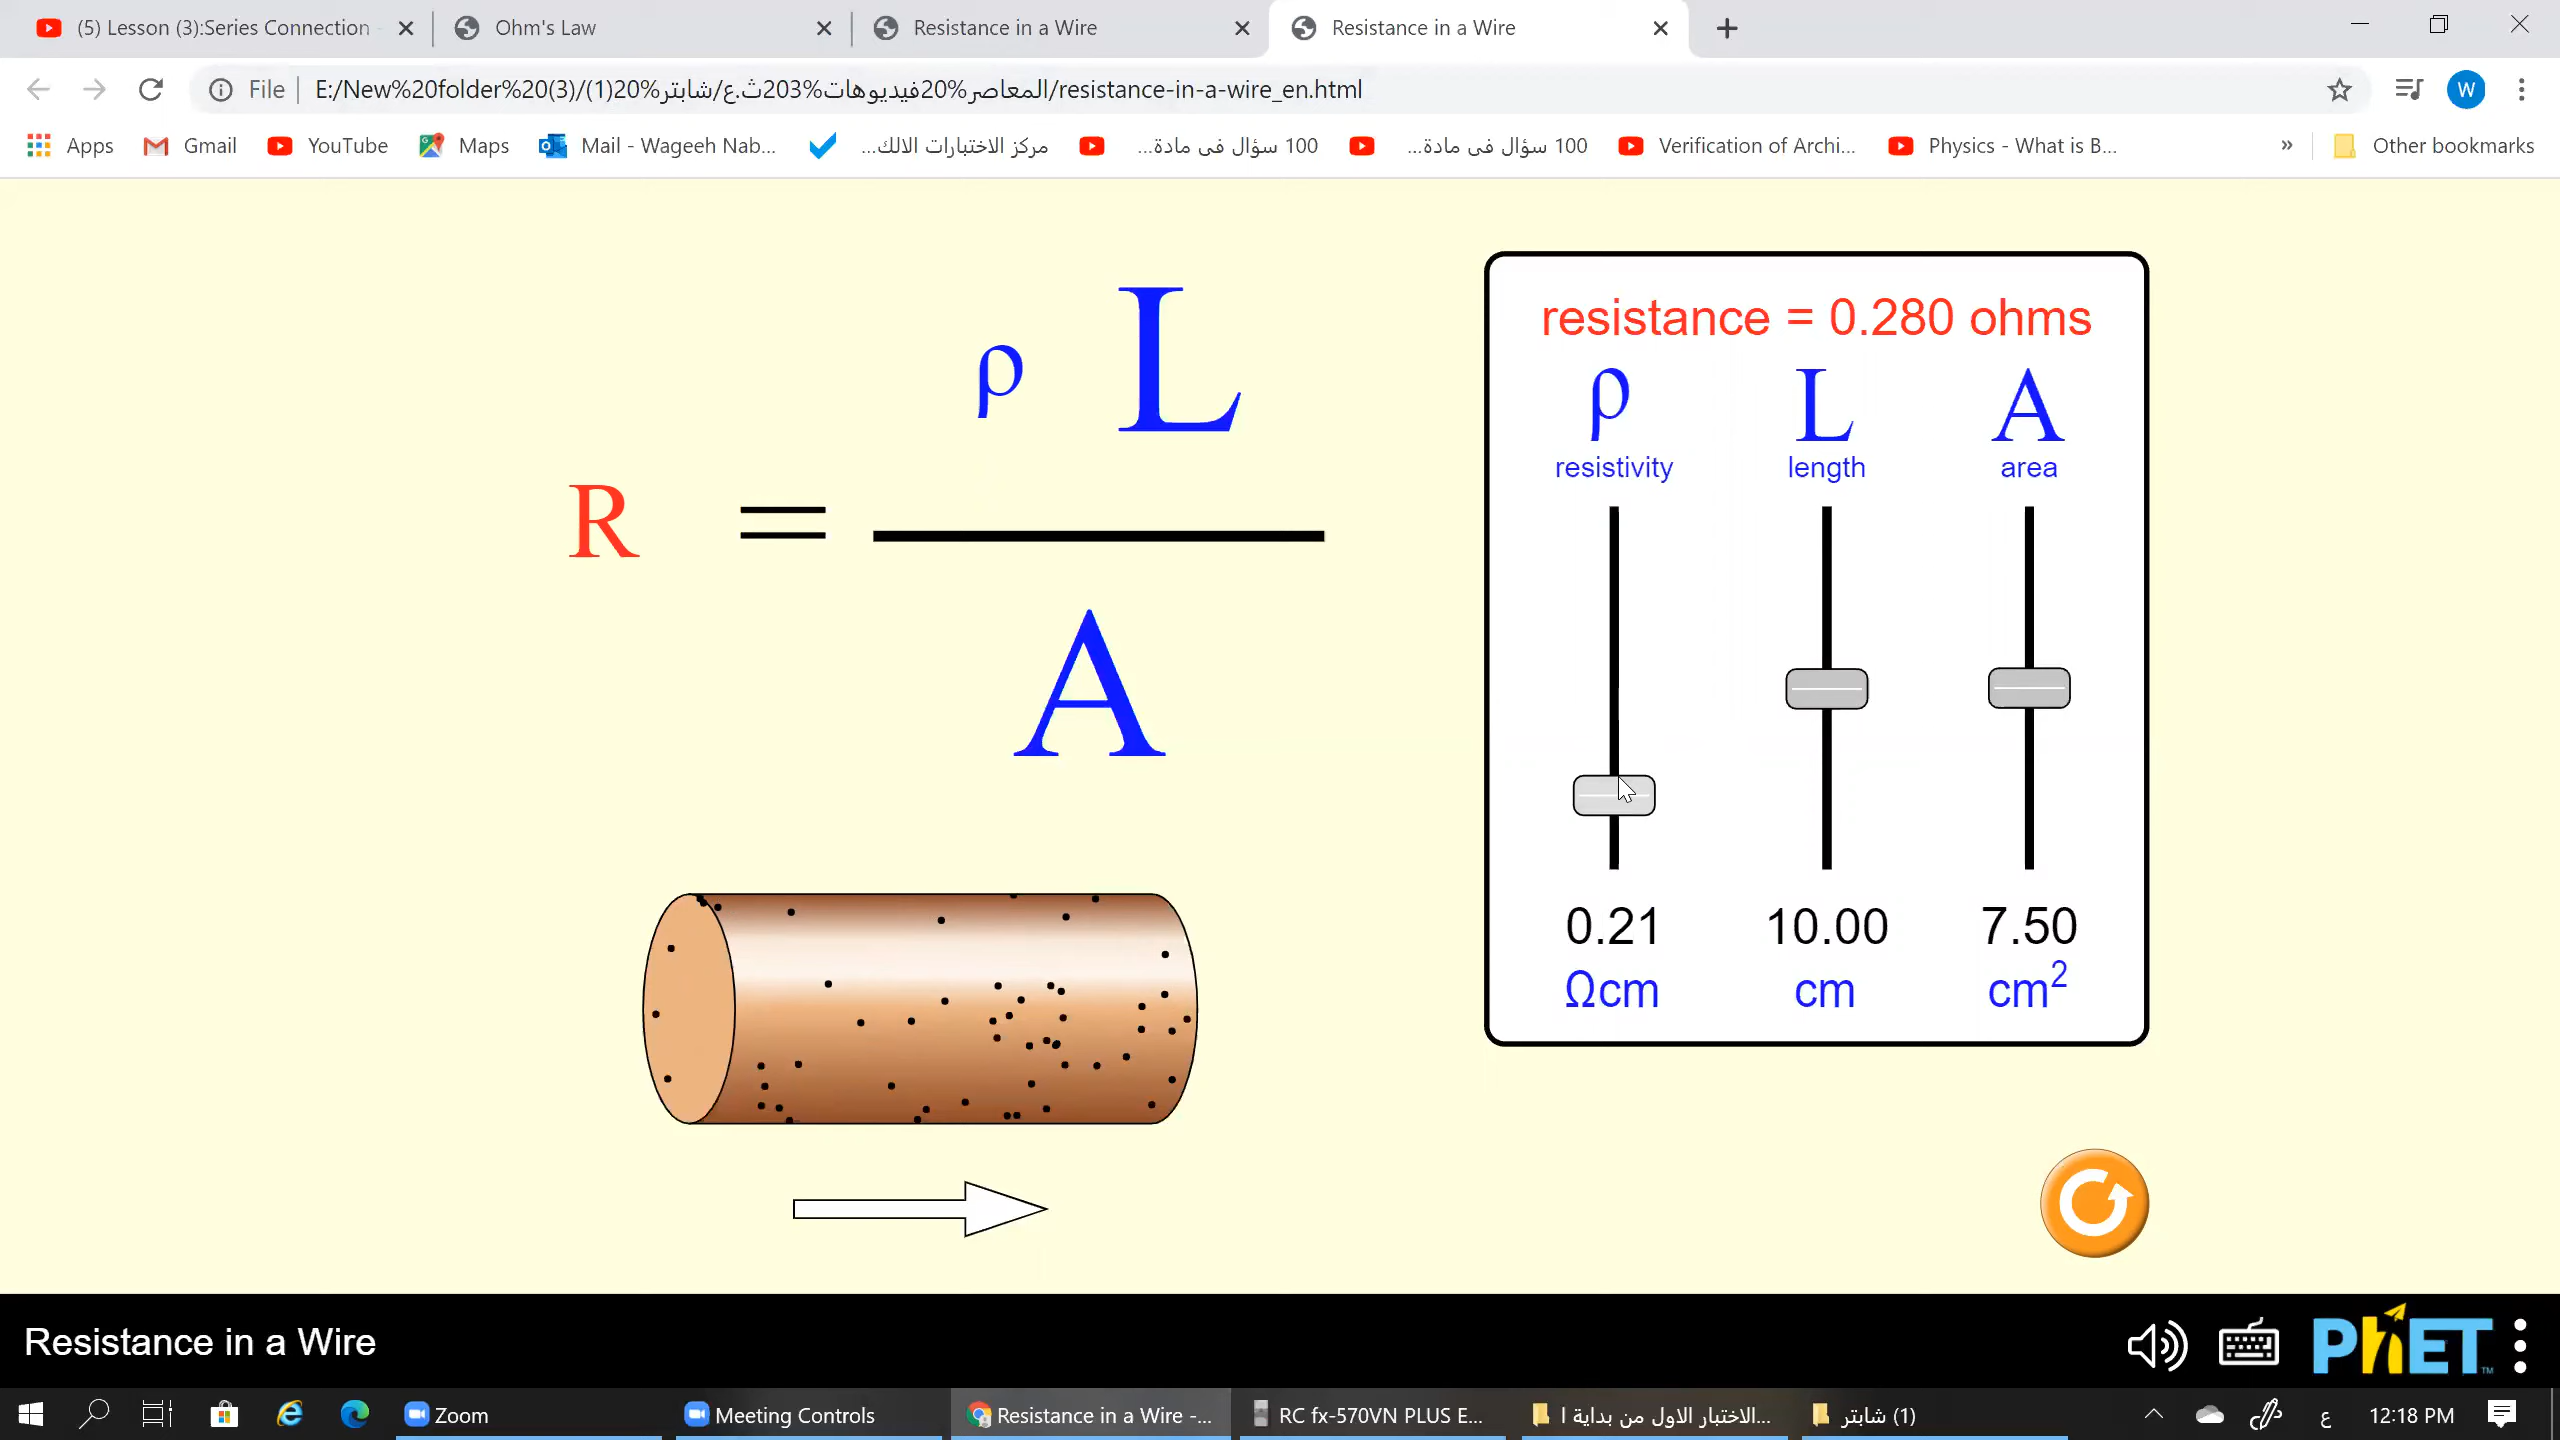 (5) Lesson (3):Series Connection
Ohm's Law
Resistance in a Wire
Resistance in a Wire
File
E:/New%20folder%20(3)/المعاصر%20فيديوهات%203ث.ع/شابتر%20(1)/resistance-in-a-wire_en.html
W
Apps
Gmail
YouTube
Maps
Mail - Wageeh Nab...
مركز الاختبارات الالك...
100 سؤال فى مادة...
100 سؤال فى مادة...
Verification of Archi...
Physics - What is B...
»
Other bookmarks
R = ρ L
A
resistance = 0.280 ohms
ρ L A
resistivity length area
0.21 10.00 7.50
Ωcm cm cm²
Resistance in a Wire
PhET™
Zoom
Meeting Controls
Resistance in a Wire -...
RC fx-570VN PLUS E...
الاختبار الاول من بداية ا...
شابتر (1)
ع
12:18 PM